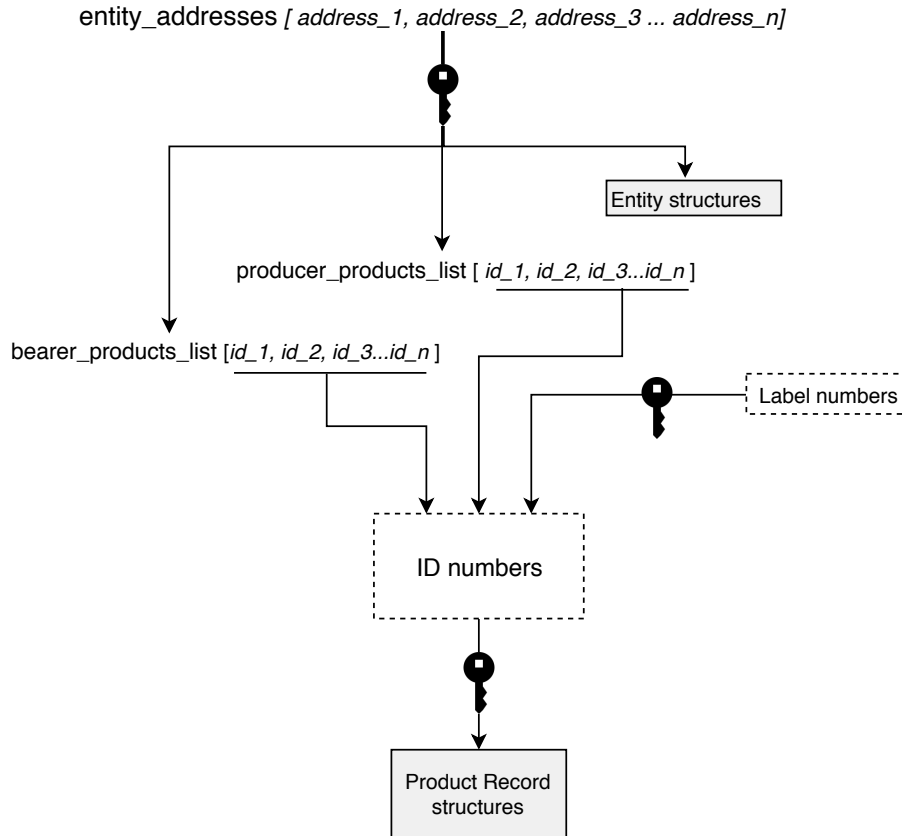 entity_addresses [ address_1, address_2, address_3 ... address_n]
Entity structures
producer_products_list [ id_1, id_2, id_3...id_n ]
bearer_products_list [id_1, id_2, id_3...id_n ]
Label numbers
ID numbers
Product Record
structures